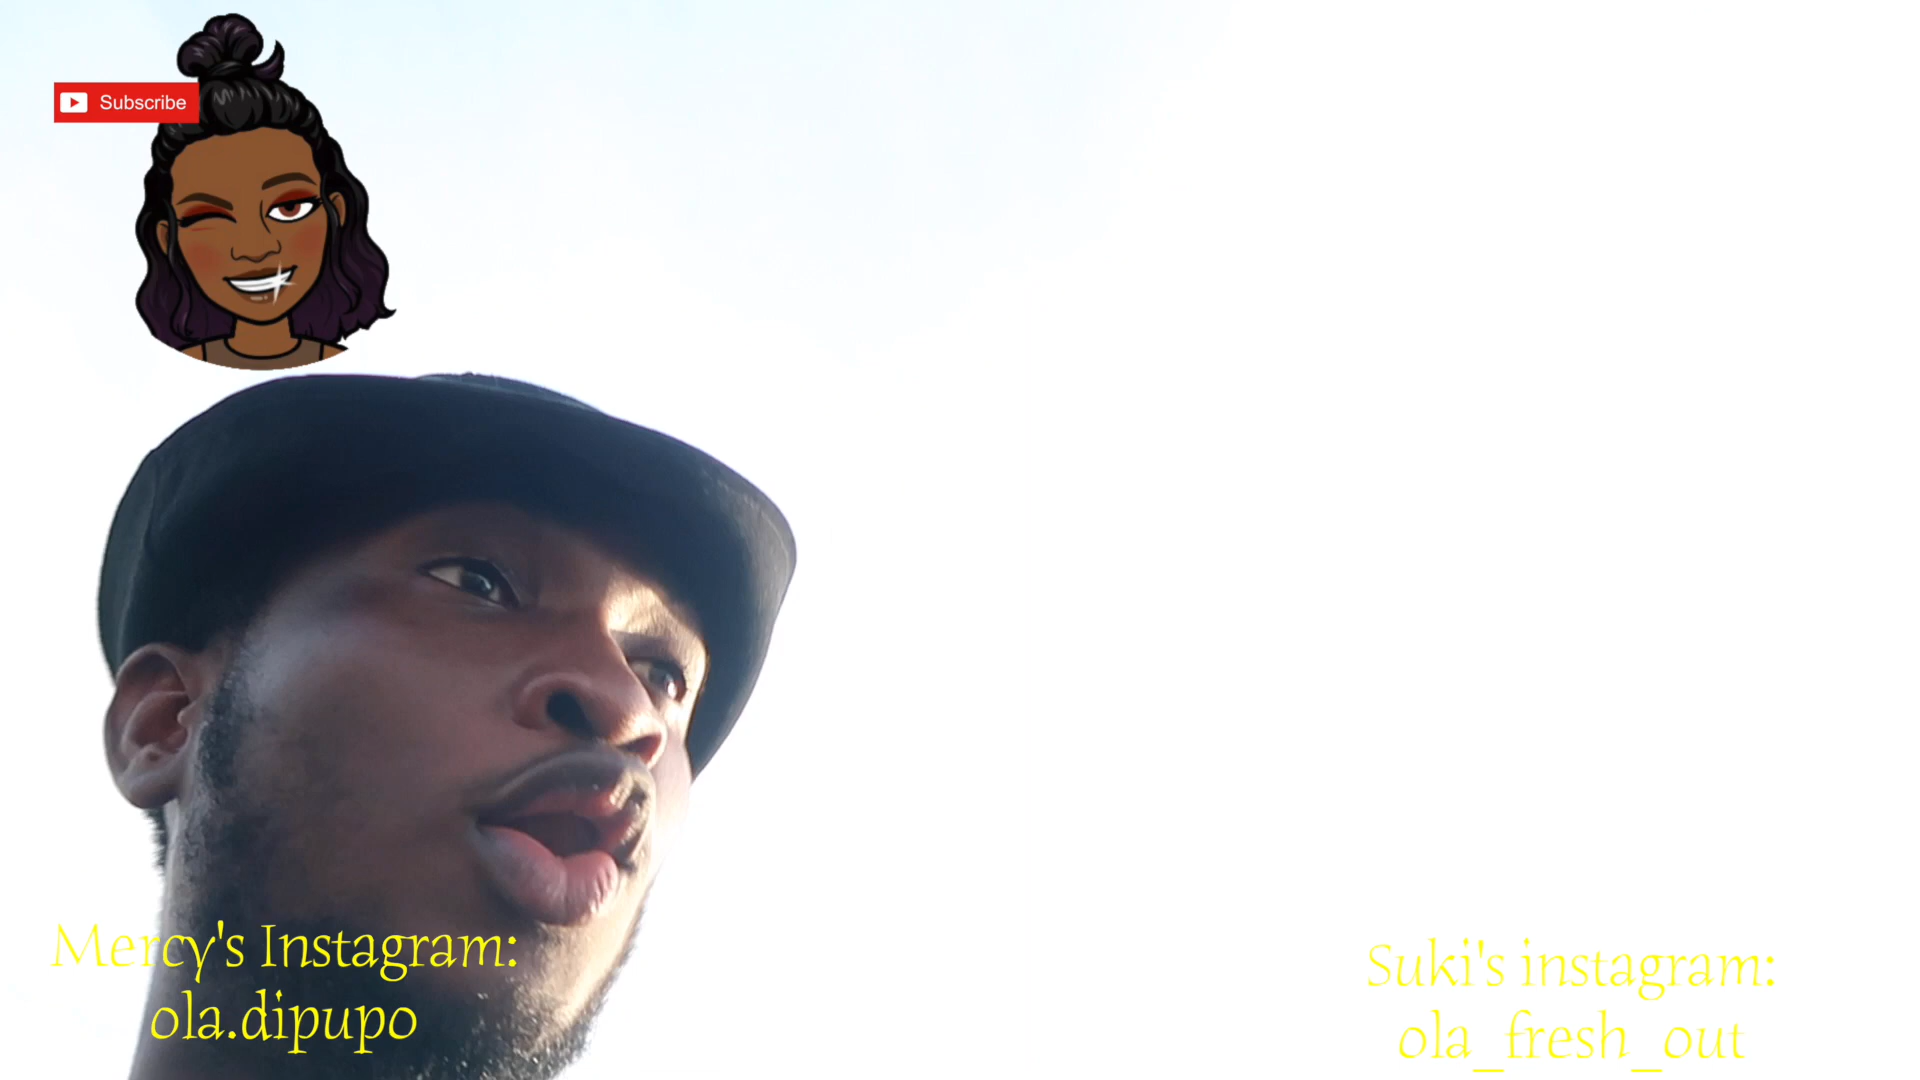 Subscribe
Mercy's Instagram:
ola.dipupo
Suki's instagram:
ola_fresh_out